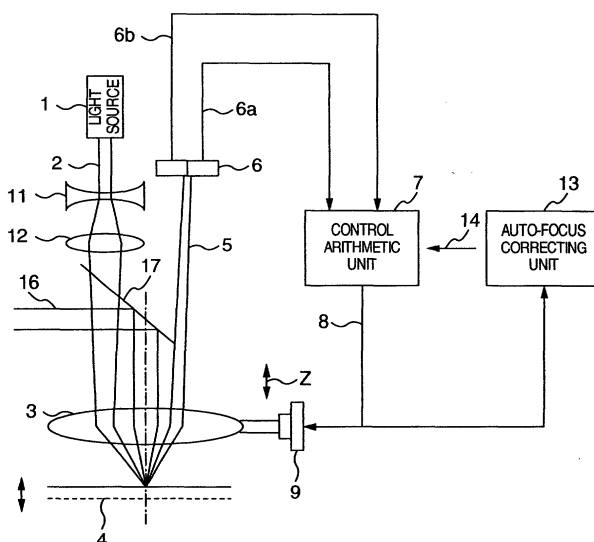 6b
1
LIGHT
SOURCE
6a
2
6
11
7
13
12
5
CONTROL
ARITHMETIC
UNIT
14
AUTO-FOCUS
CORRECTING
UNIT
16
17
8
Z
3
9
4